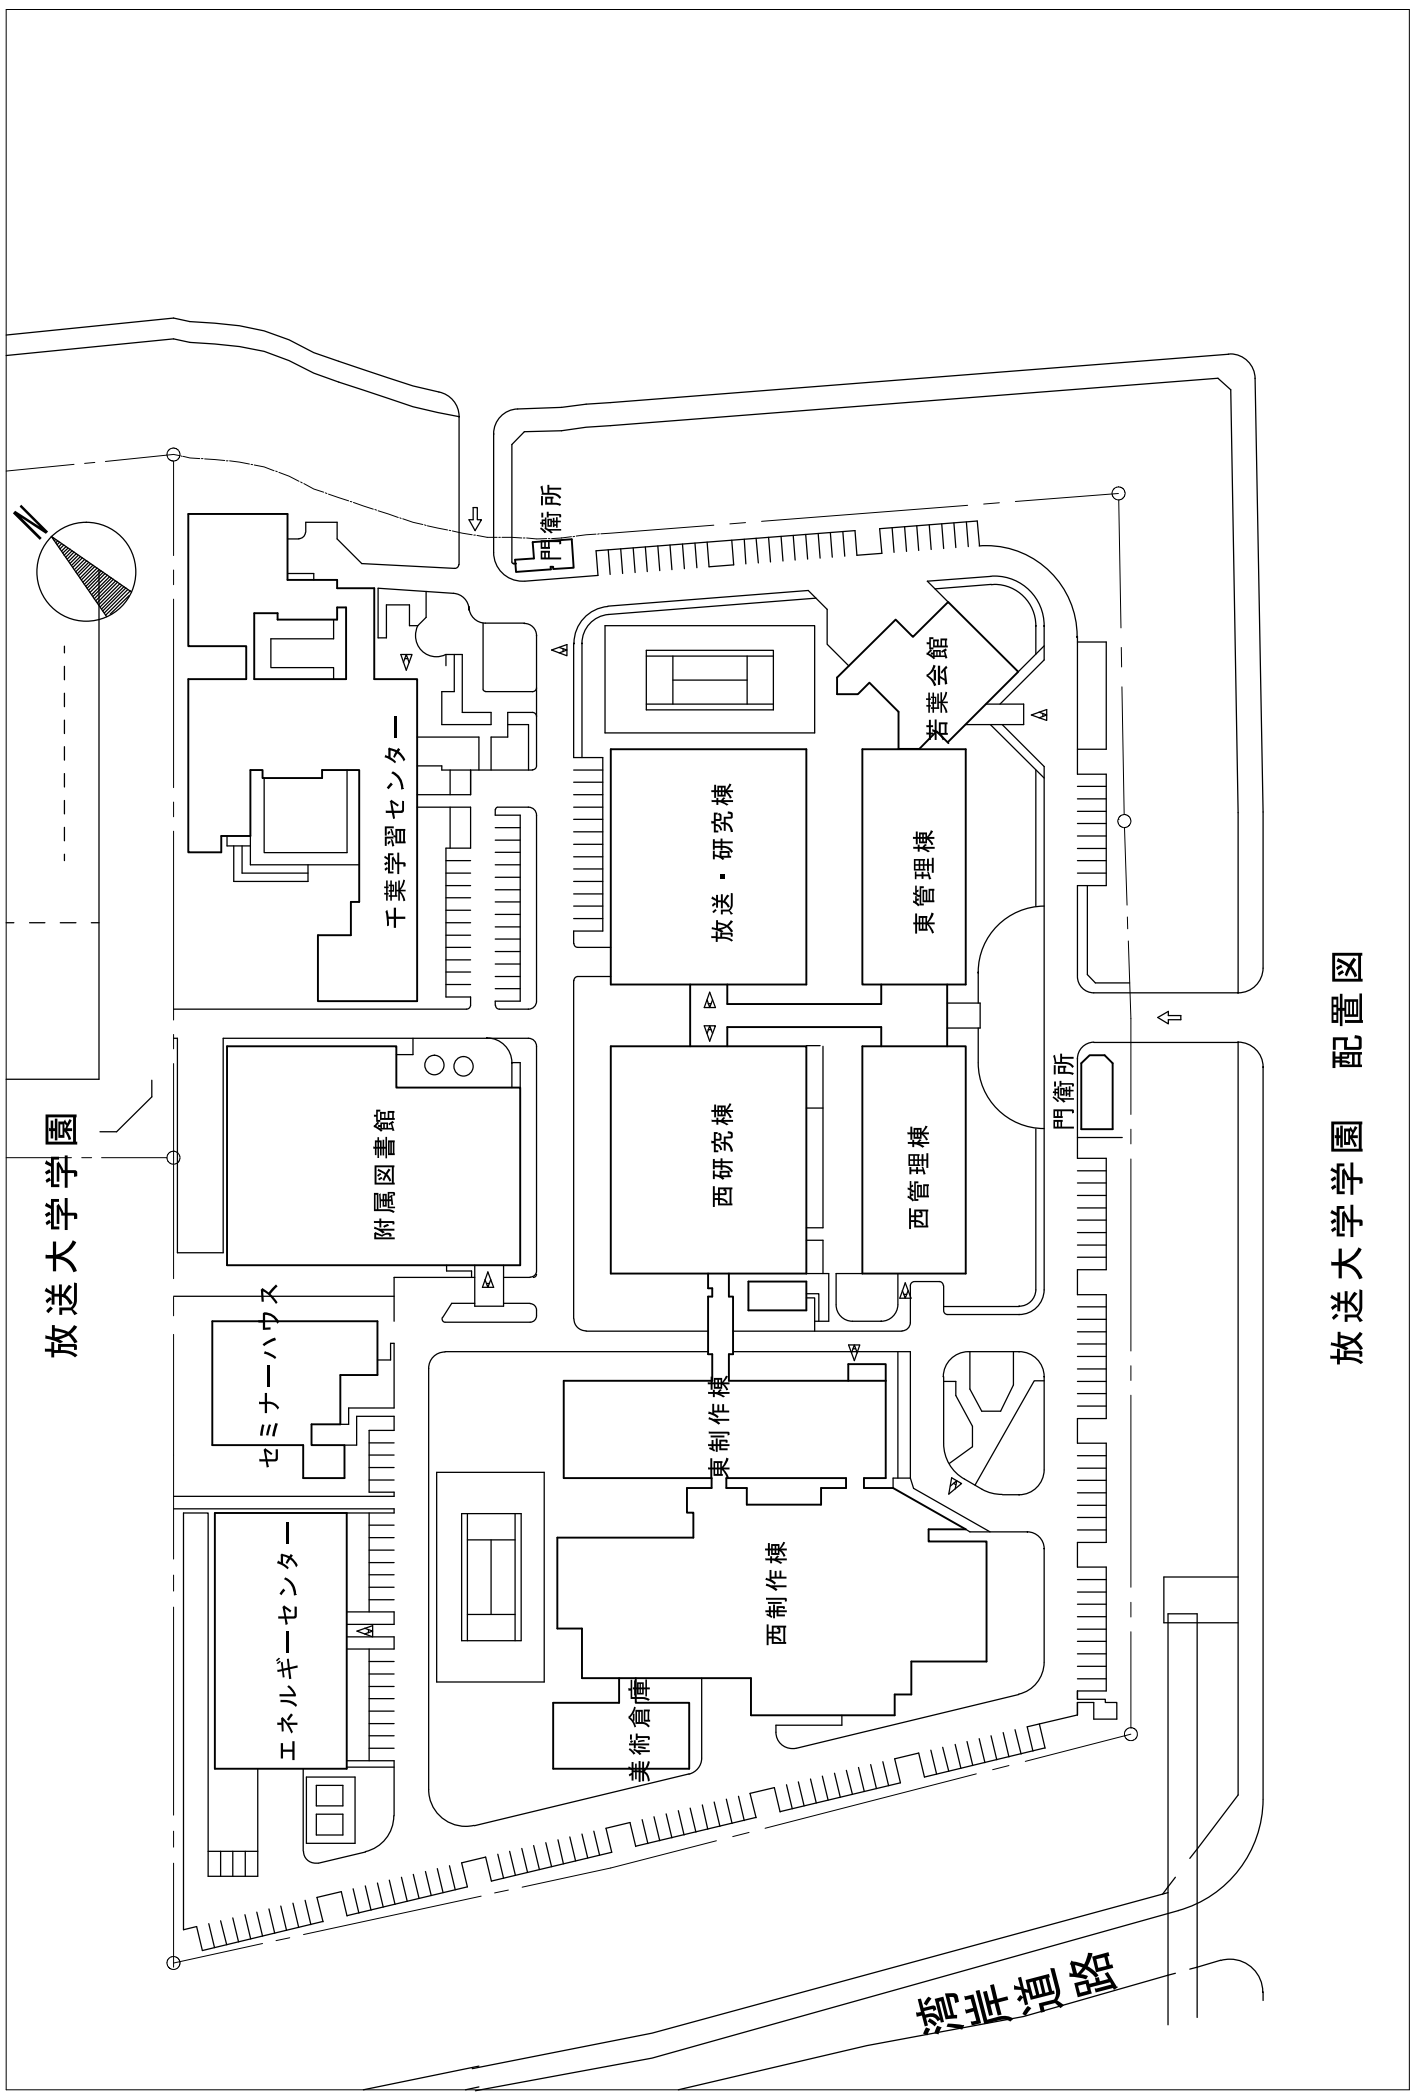 放送大学学園　配置図
放送大学学園
N
門衛所
千葉学習センター
若葉会館
放送・研究棟
東管理棟
附属図書館
西研究棟
西管理棟
門衛所
セミナーハウス
東制作棟
エネルギーセンター
西制作棟
美術倉庫
湾岸道路